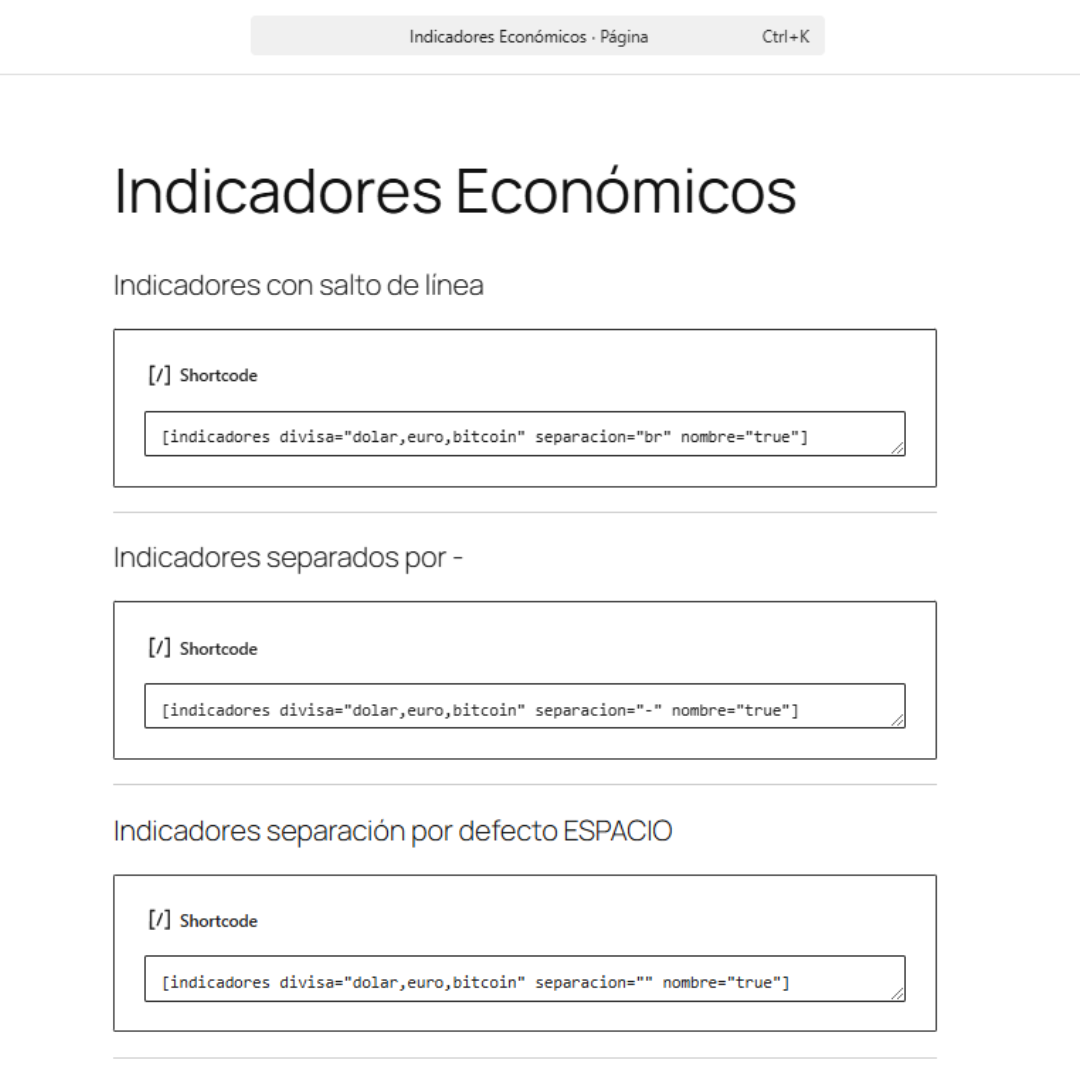 Indicadores Económicos · Página Ctrl+K
Indicadores Económicos
Indicadores con salto de línea
[/] Shortcode
[indicadores divisa="dolar,euro,bitcoin" separacion="br" nombre="true"]
Indicadores separados por -
[/] Shortcode
[indicadores divisa="dolar,euro,bitcoin" separacion="-" nombre="true"]
Indicadores separación por defecto ESPACIO
[/] Shortcode
[indicadores divisa="dolar,euro,bitcoin" separacion="" nombre="true"]